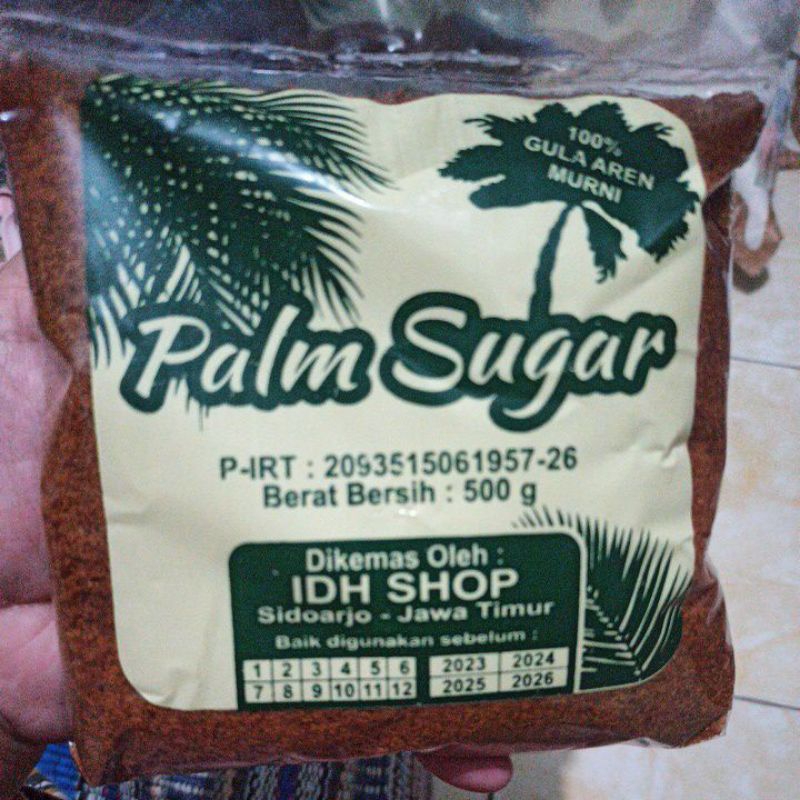 100%
GULA AREN
MURNI
Palm Sugar
P-IRT : 2093515061957-26
Berat Bersih : 500 g
Dikemas Oleh :
IDH SHOP
Sidoarjo - Jawa Timur
Baik digunakan sebelum :
1 2 3 4 5 6 2023 2024
7 8 9 10 11 12 2025 2026